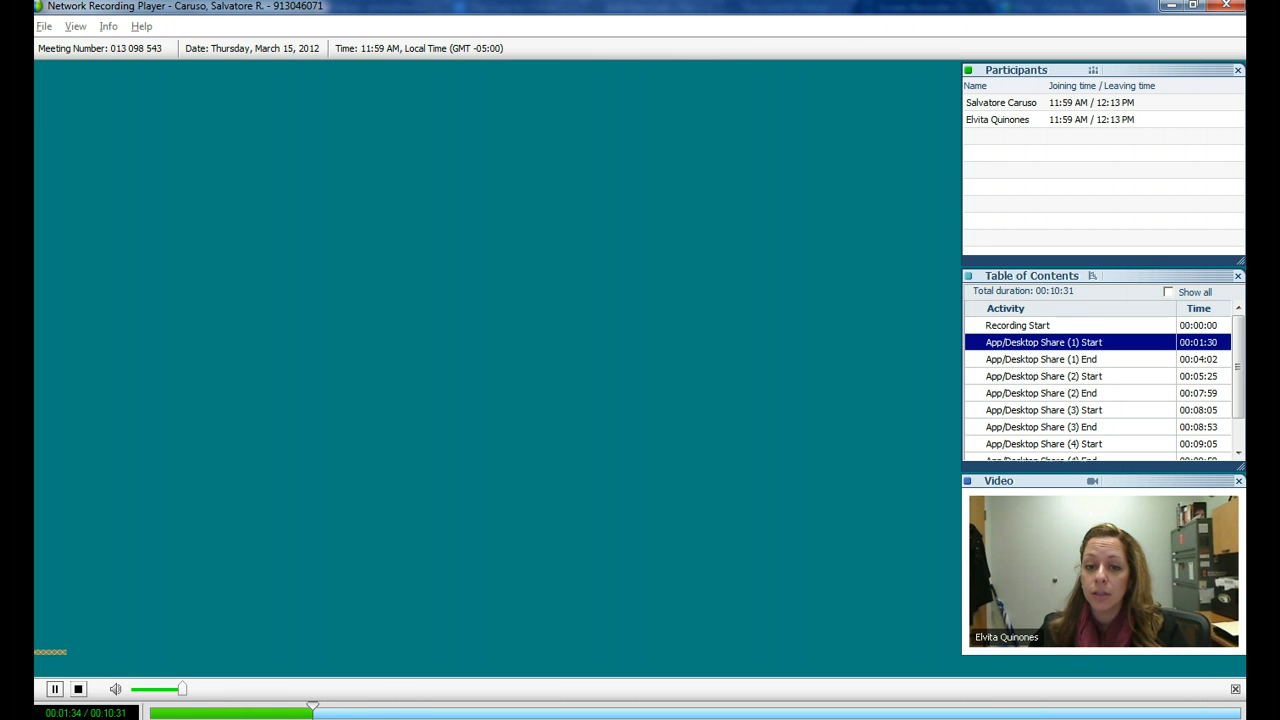 Network Recording Player - Caruso, Salvatore R. - 913046071
File View Info Help
Meeting Number: 013 098 543 Date: Thursday, March 15, 2012 Time: 11:59 AM, Local Time (GMT -05:00)
Participants
Name Joining time / Leaving time
Salvatore Caruso 11:59 AM / 12:13 PM
Elvita Quinones 11:59 AM / 12:13 PM
Table of Contents
Total duration: 00:10:31 Show all
Activity Time
Recording Start 00:00:00
App/Desktop Share (1) Start 00:01:30
App/Desktop Share (1) End 00:04:02
App/Desktop Share (2) Start 00:05:25
App/Desktop Share (2) End 00:07:59
App/Desktop Share (3) Start 00:08:05
App/Desktop Share (3) End 00:08:53
App/Desktop Share (4) Start 00:09:05
App/Desktop Share (4) End
Video
Elvita Quinones
00:01:34 / 00:10:31